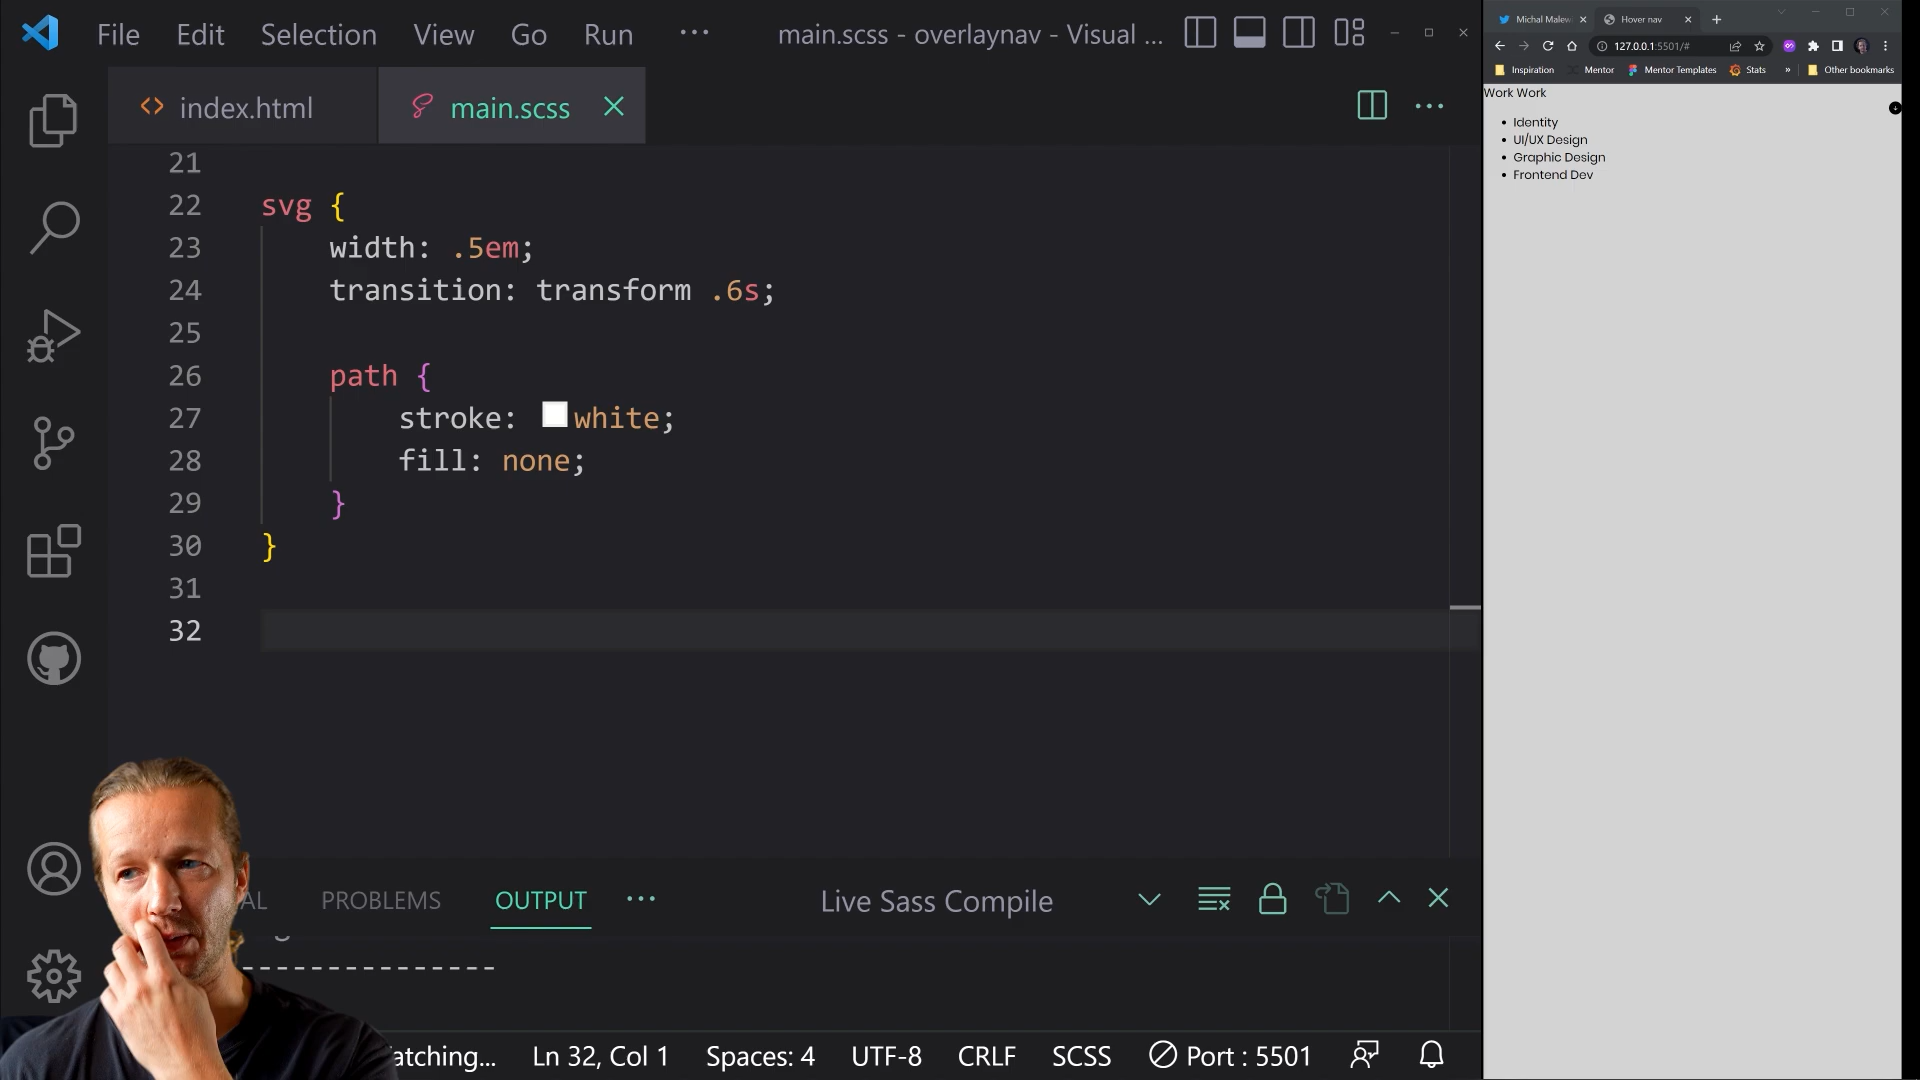 File Edit Selection View Go Run ··· main.scss - overlaynav - Visual ...
index.html main.scss
21
22 svg {
23 width: .5em;
24 transition: transform .6s;
25
26 path {
27 stroke: white;
28 fill: none;
29 }
30 }
31
32
PROBLEMS OUTPUT ··· Live Sass Compile
---------------
atching... Ln 32, Col 1 Spaces: 4 UTF-8 CRLF SCSS Port : 5501
Michal Malew Hover nav
127.0.0.1:5501/#
Inspiration Mentor Mentor Templates Stats » Other bookmarks
Work Work
• Identity
• UI/UX Design
• Graphic Design
• Frontend Dev